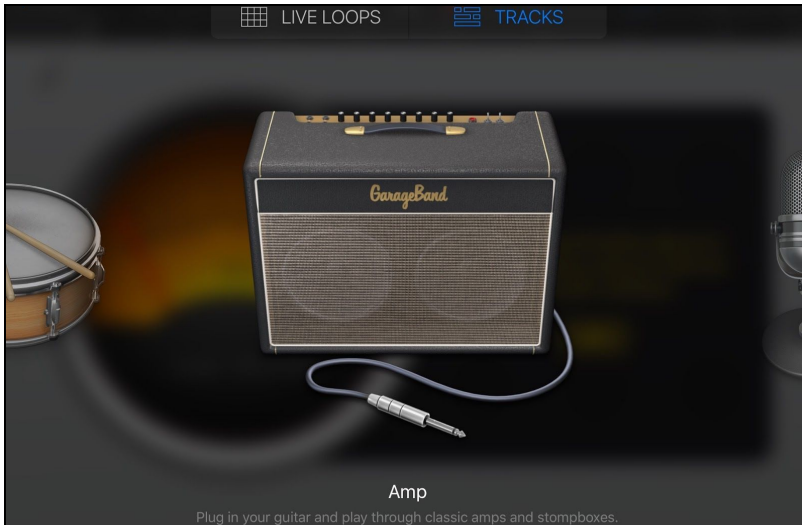 LIVE LOOPS
TRACKS
GarageBand
Amp
Plug in your guitar and play through classic amps and stompboxes.